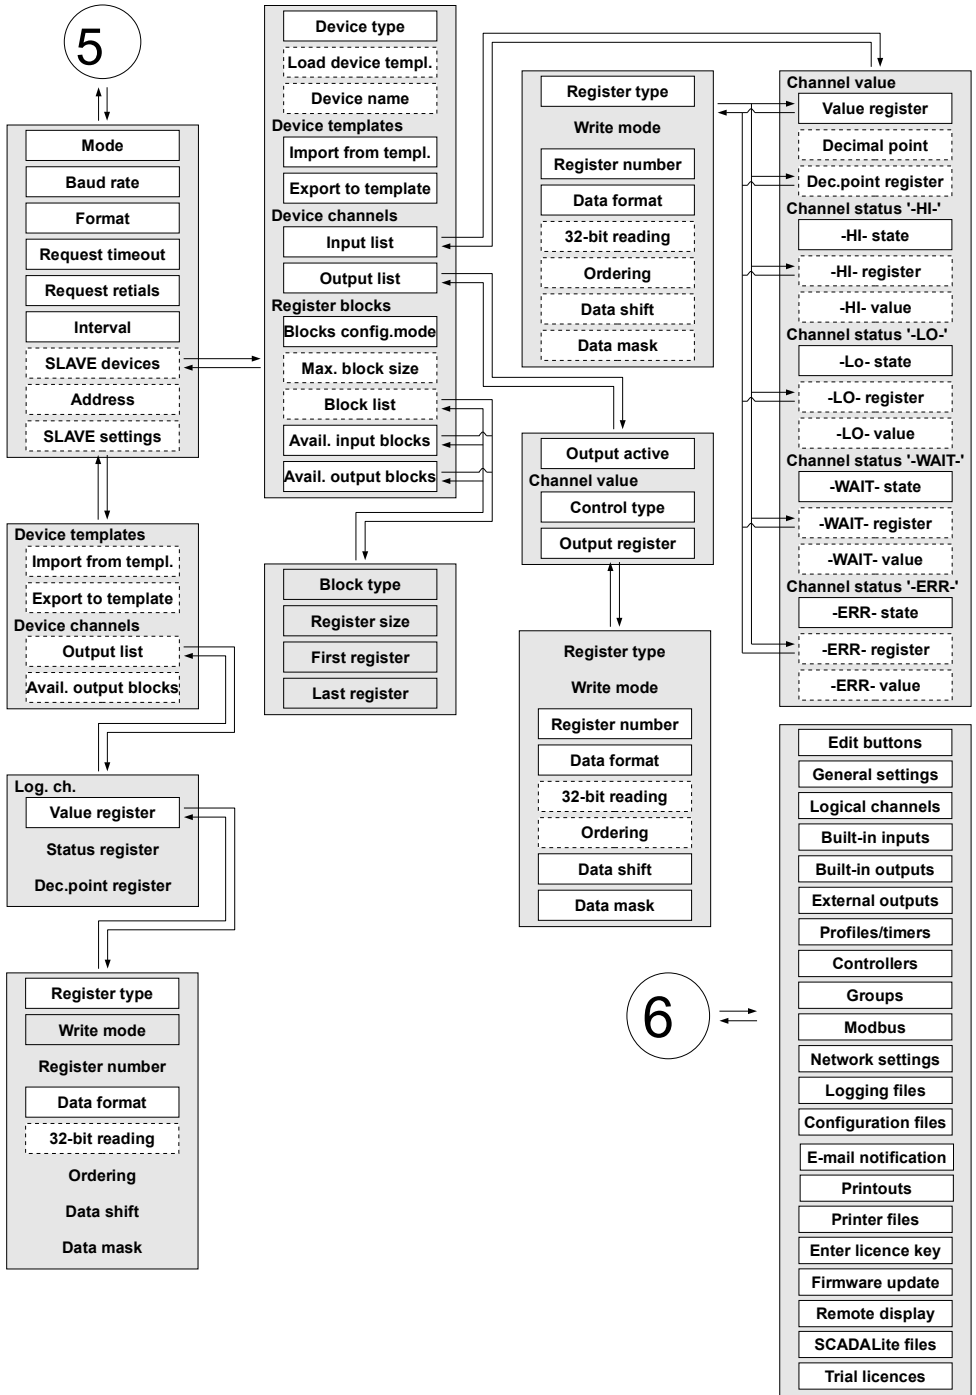 5
Mode
Baud rate
Format
Request timeout
Request retials
Interval
SLAVE devices
Address
SLAVE settings
Device templates
Import from templ.
Export to template
Device channels
Output list
Avail. output blocks
Log. ch.
Value register
Status register
Dec.point register
Register type
Write mode
Register number
Data format
32-bit reading
Ordering
Data shift
Data mask
Device type
Load device templ.
Device name
Device templates
Import from templ.
Export to template
Device channels
Input list
Output list
Register blocks
Blocks config.mode
Max. block size
Block list
Avail. input blocks
Avail. output blocks
Block type
Register size
First register
Last register
Register type
Write mode
Register number
Data format
32-bit reading
Ordering
Data shift
Data mask
Output active
Channel value
Control type
Output register
Register type
Write mode
Register number
Data format
32-bit reading
Ordering
Data shift
Data mask
Channel value
Value register
Decimal point
Dec.point register
Channel status '-HI-'
-HI- state
-HI- register
-HI- value
Channel status '-LO-'
-Lo- state
-LO- register
-LO- value
Channel status '-WAIT-'
-WAIT- state
-WAIT- register
-WAIT- value
Channel status '-ERR-'
-ERR- state
-ERR- register
-ERR- value
6
Edit buttons
General settings
Logical channels
Built-in inputs
Built-in outputs
External outputs
Profiles/timers
Controllers
Groups
Modbus
Network settings
Logging files
Configuration files
E-mail notification
Printouts
Printer files
Enter licence key
Firmware update
Remote display
SCADALite files
Trial licences